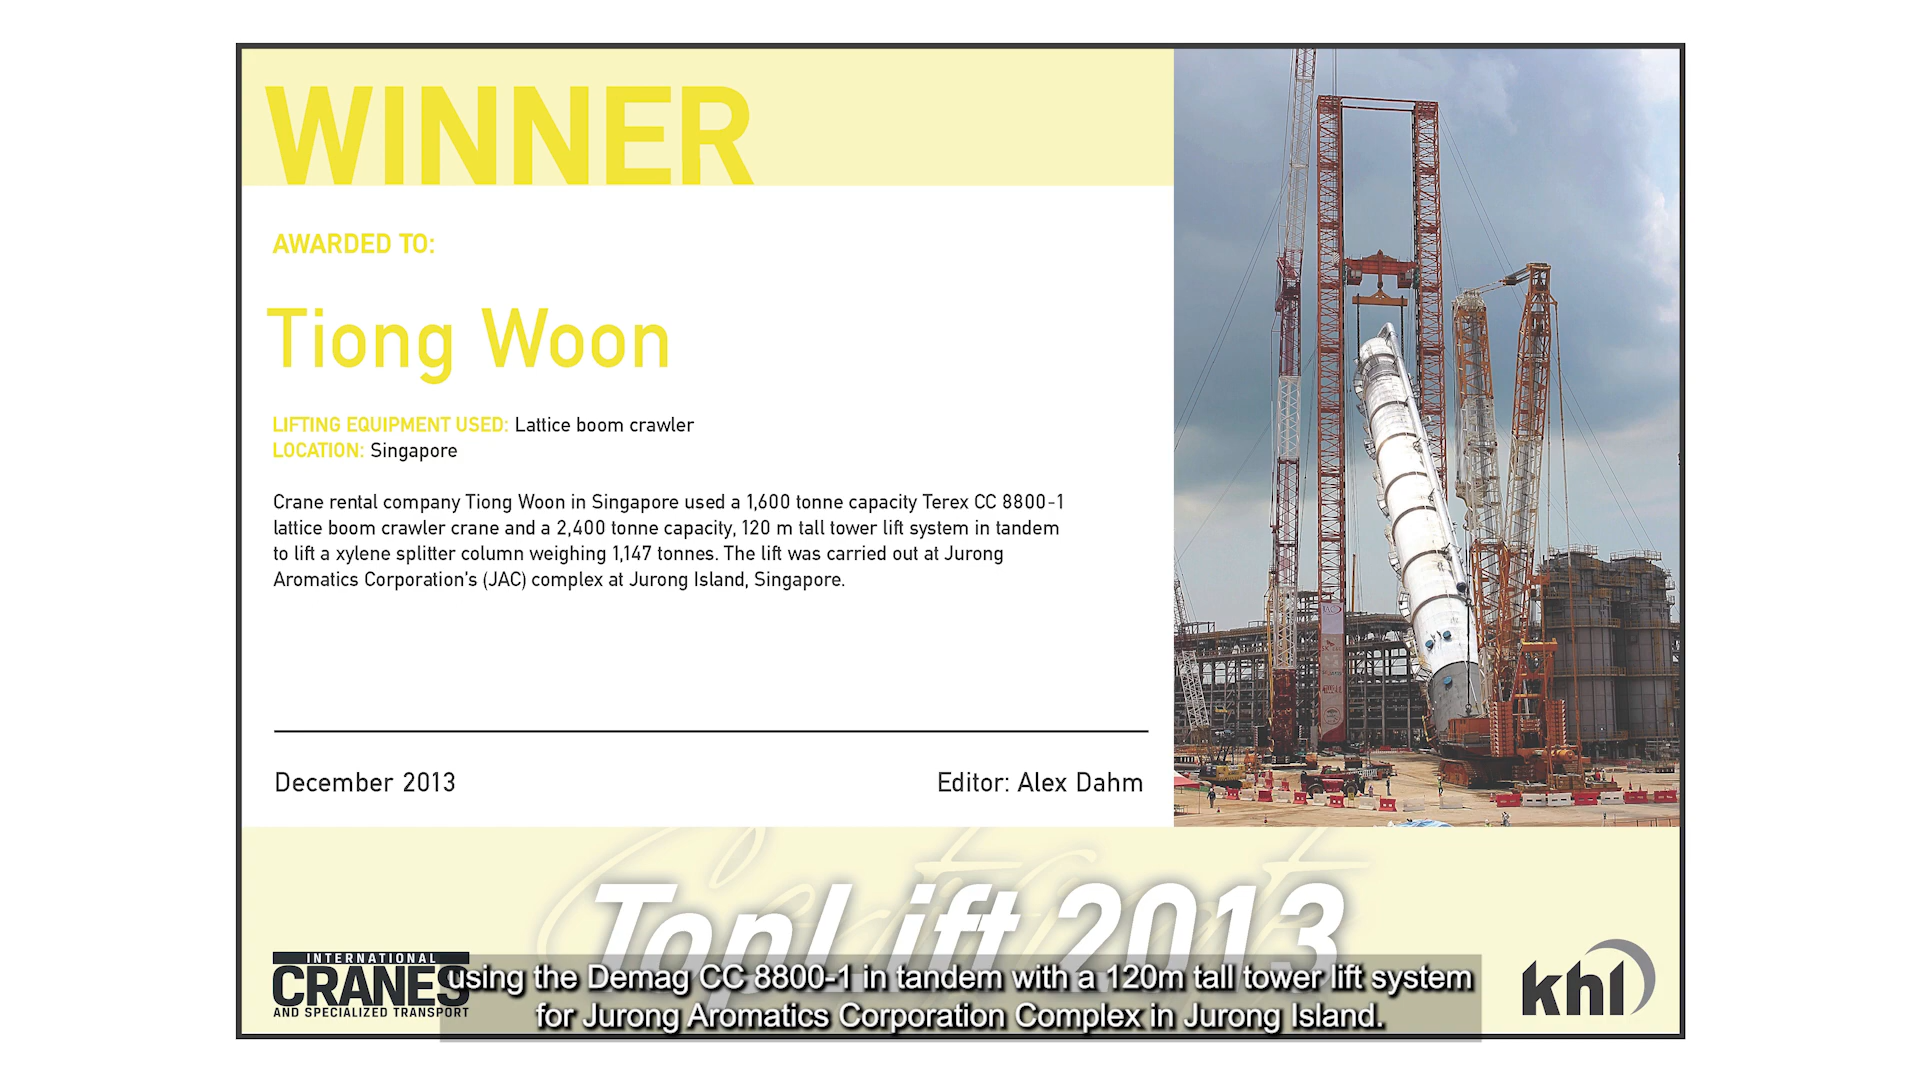 WINNER
AWARDED TO:
Tiong Woon
LIFTING EQUIPMENT USED: Lattice boom crawler
LOCATION: Singapore
Crane rental company Tiong Woon in Singapore used a 1,600 tonne capacity Terex CC 8800-1
lattice boom crawler crane and a 2,400 tonne capacity, 120 m tall tower lift system in tandem
to lift a xylene splitter column weighing 1,147 tonnes. The lift was carried out at Jurong
Aromatics Corporation's (JAC) complex at Jurong Island, Singapore.
December 2013
Editor: Alex Dahm
TopLift 2013
INTERNATIONAL
CRANES
AND SPECIALIZED TRANSPORT
khl
using the Demag CC 8800-1 in tandem with a 120m tall tower lift system
for Jurong Aromatics Corporation Complex in Jurong Island.